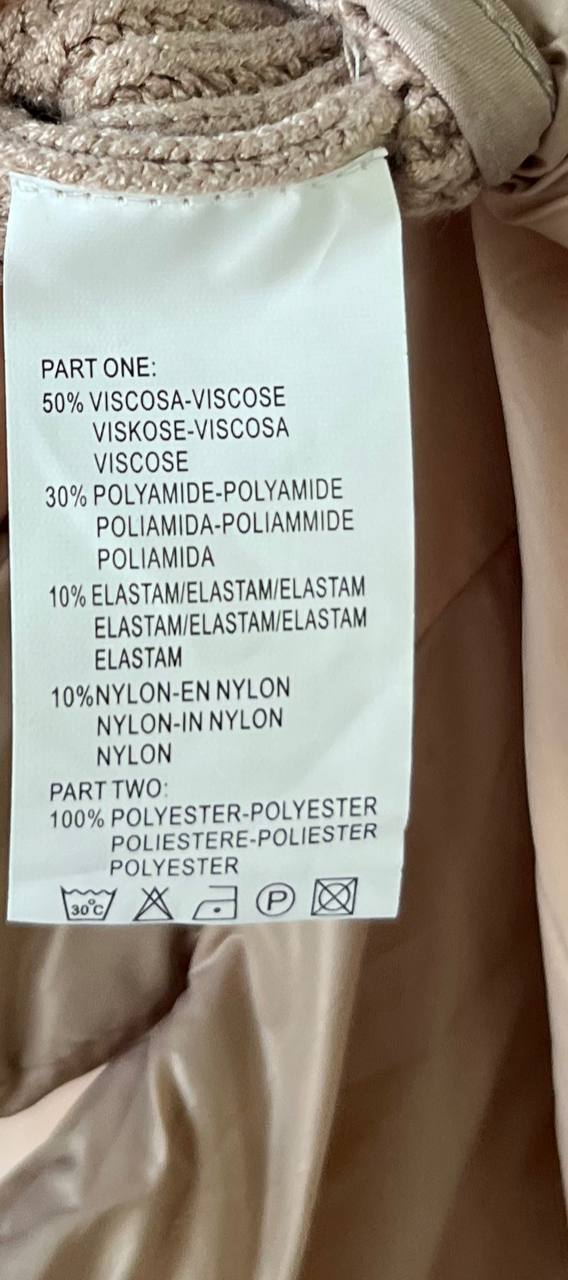 PART ONE:
50% VISCOSA-VISCOSE
VISKOSE-VISCOSA
VISCOSE
30% POLYAMIDE-POLYAMIDE
POLIAMIDA-POLIAMMIDE
POLIAMIDA
10% ELASTAM/ELASTAM/ELASTAM
ELASTAM/ELASTAM/ELASTAM
ELASTAM
10%NYLON-EN NYLON
NYLON-IN NYLON
NYLON
PART TWO:
100% POLYESTER-POLYESTER
POLIESTERE-POLIESTER
POLYESTER
30°C P